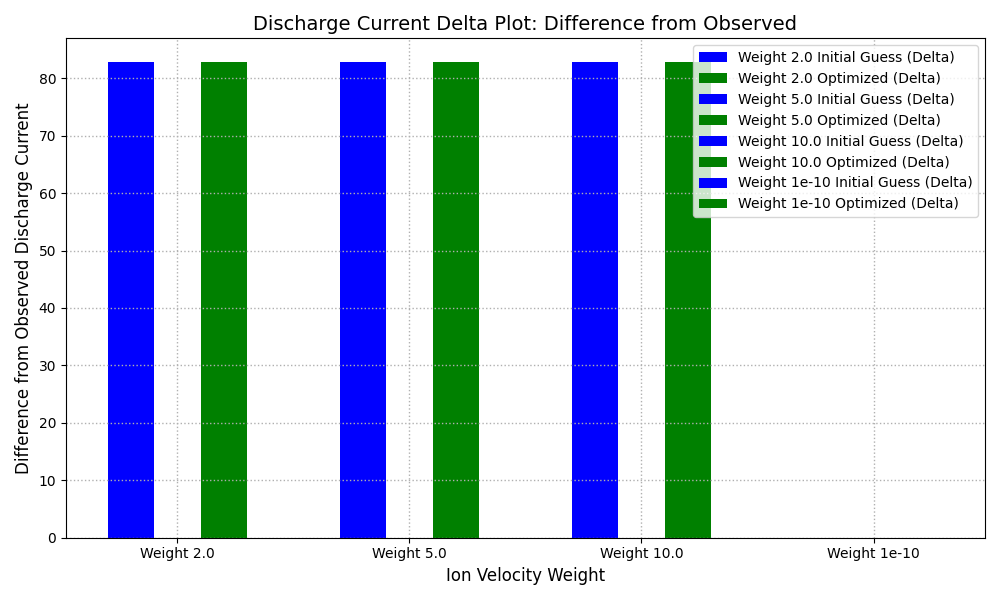 Discharge Current Delta Plot: Difference from Observed
Difference from Observed Discharge Current
80
70
60
50
40
30
20
10
0
Weight 2.0 Initial Guess (Delta)
Weight 2.0 Optimized (Delta)
Weight 5.0 Initial Guess (Delta)
Weight 5.0 Optimized (Delta)
Weight 10.0 Initial Guess (Delta)
Weight 10.0 Optimized (Delta)
Weight 1e-10 Initial Guess (Delta)
Weight 1e-10 Optimized (Delta)
Weight 2.0
Weight 5.0
Weight 10.0
Weight 1e-10
Ion Velocity Weight